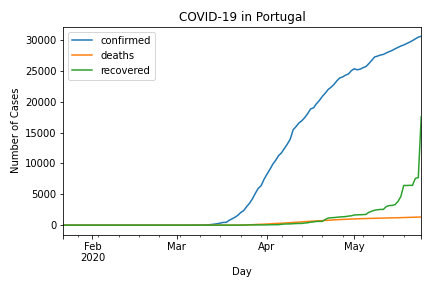 COVID-19 in Portugal
confirmed
deaths
recovered
Number of Cases
30000
25000
20000
15000
10000
5000
0
Feb
2020
Mar
Apr
May
Day